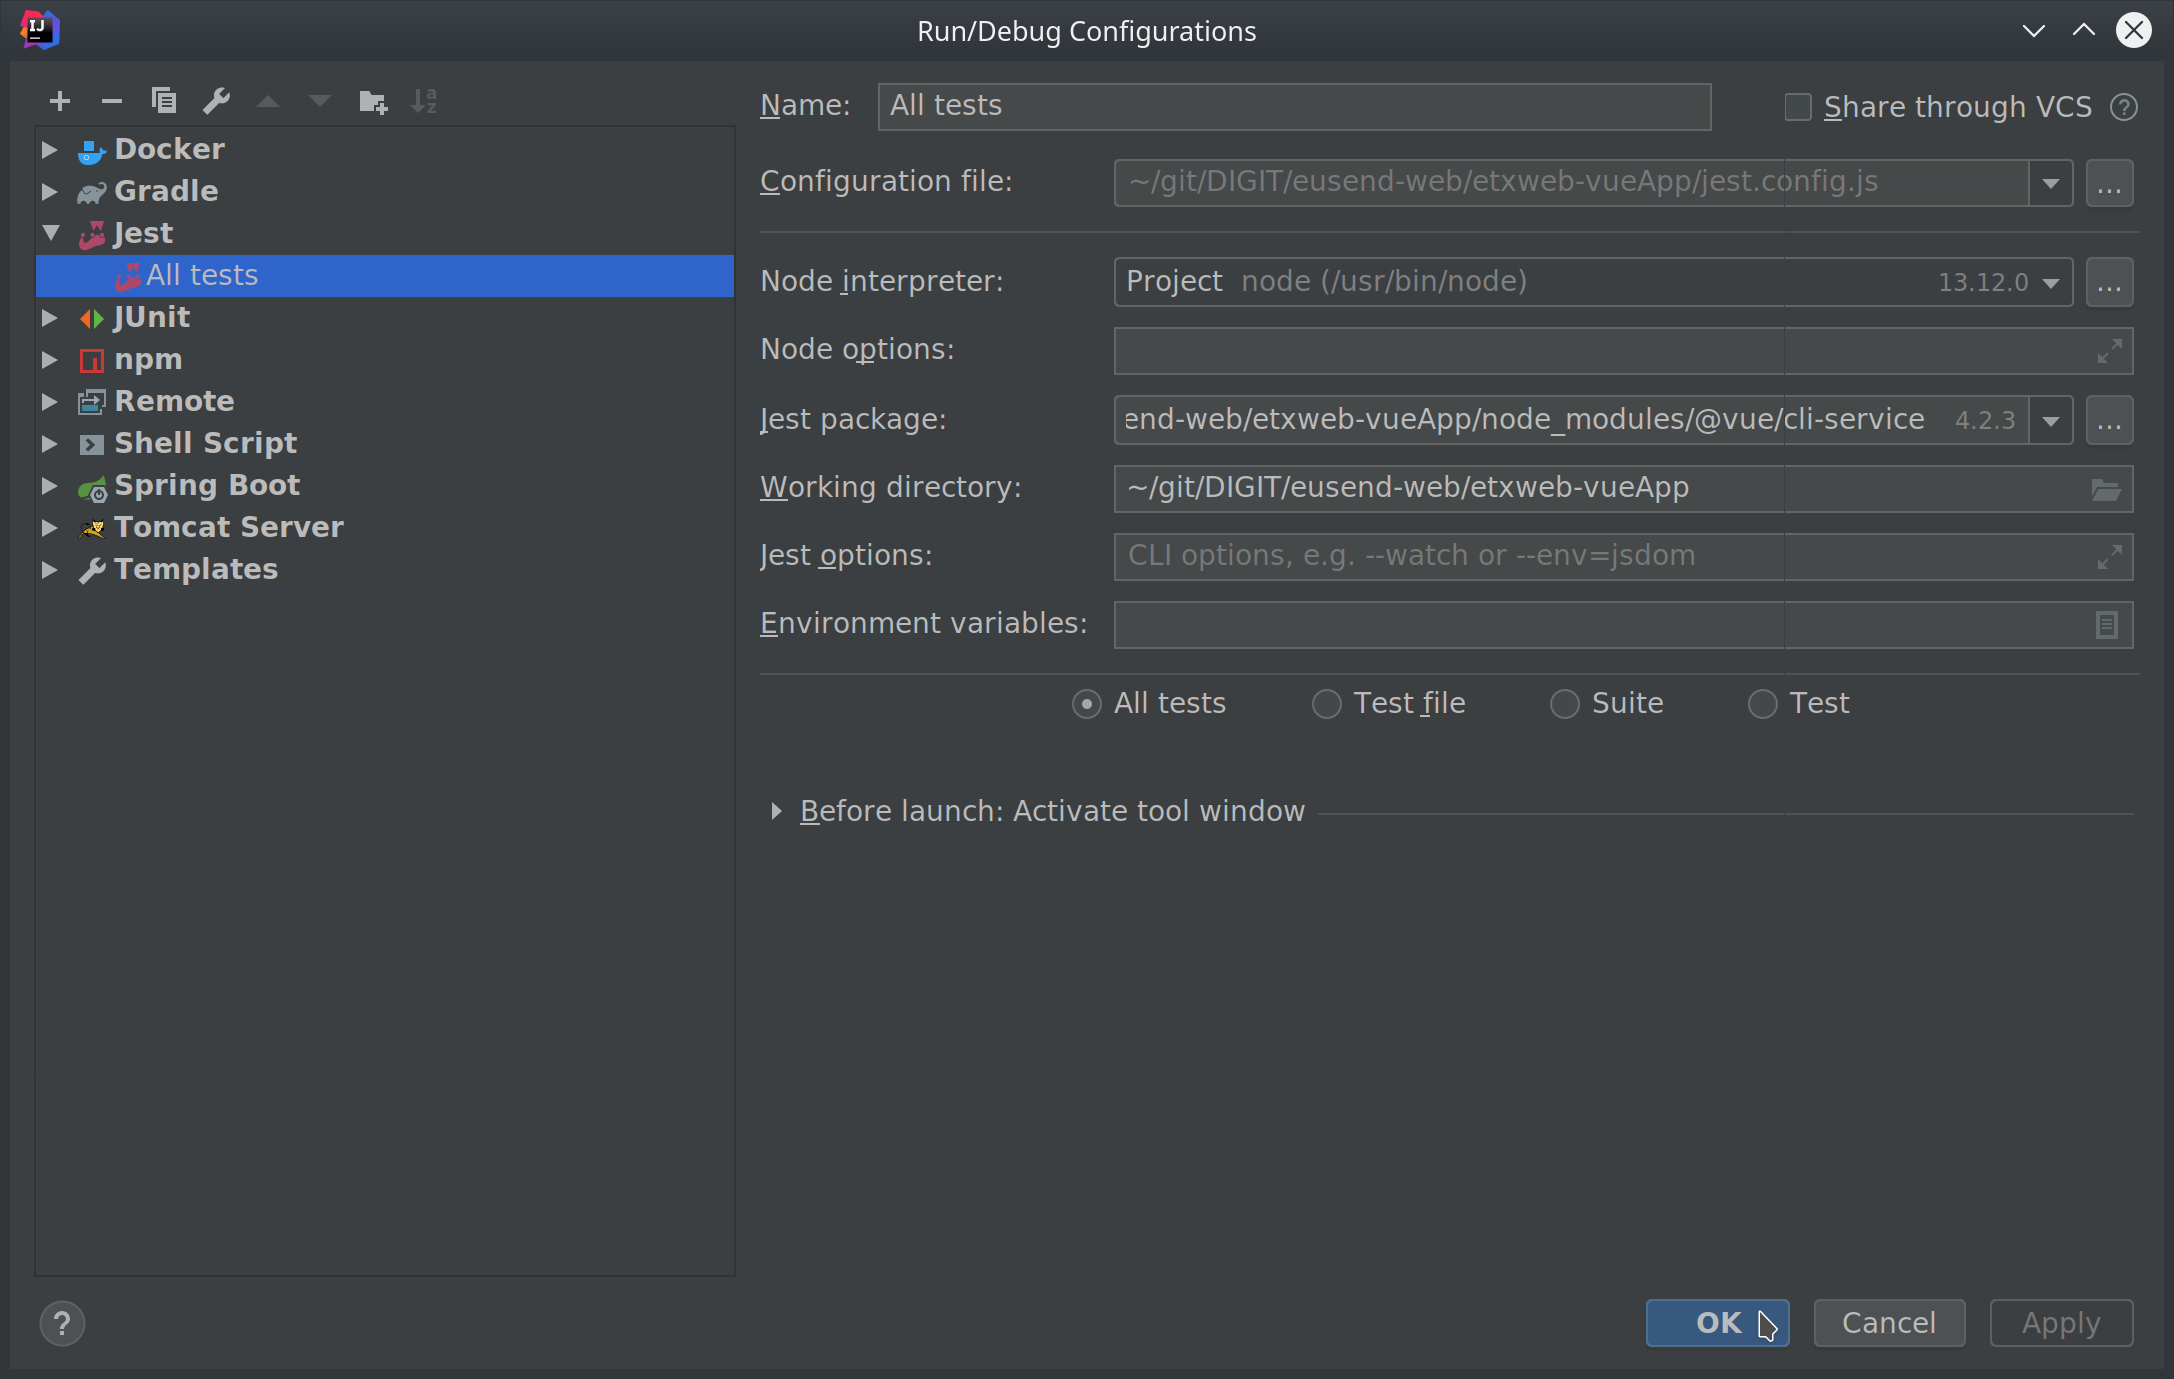 Run/Debug Configurations
Docker
Gradle
Jest
All tests
JUnit
npm
Remote
Shell Script
Spring Boot
Tomcat Server
Templates
Name: All tests Share through VCS ?
Configuration file: ~/git/DIGIT/eusend-web/etxweb-vueApp/jest.config.js ...
Node interpreter: Project node (/usr/bin/node) 13.12.0 ...
Node options:
Jest package: end-web/etxweb-vueApp/node_modules/@vue/cli-service 4.2.3 ...
Working directory: ~/git/DIGIT/eusend-web/etxweb-vueApp
Jest options: CLI options, e.g. --watch or --env=jsdom
Environment variables:
All tests Test file Suite Test
Before launch: Activate tool window
? OK Cancel Apply